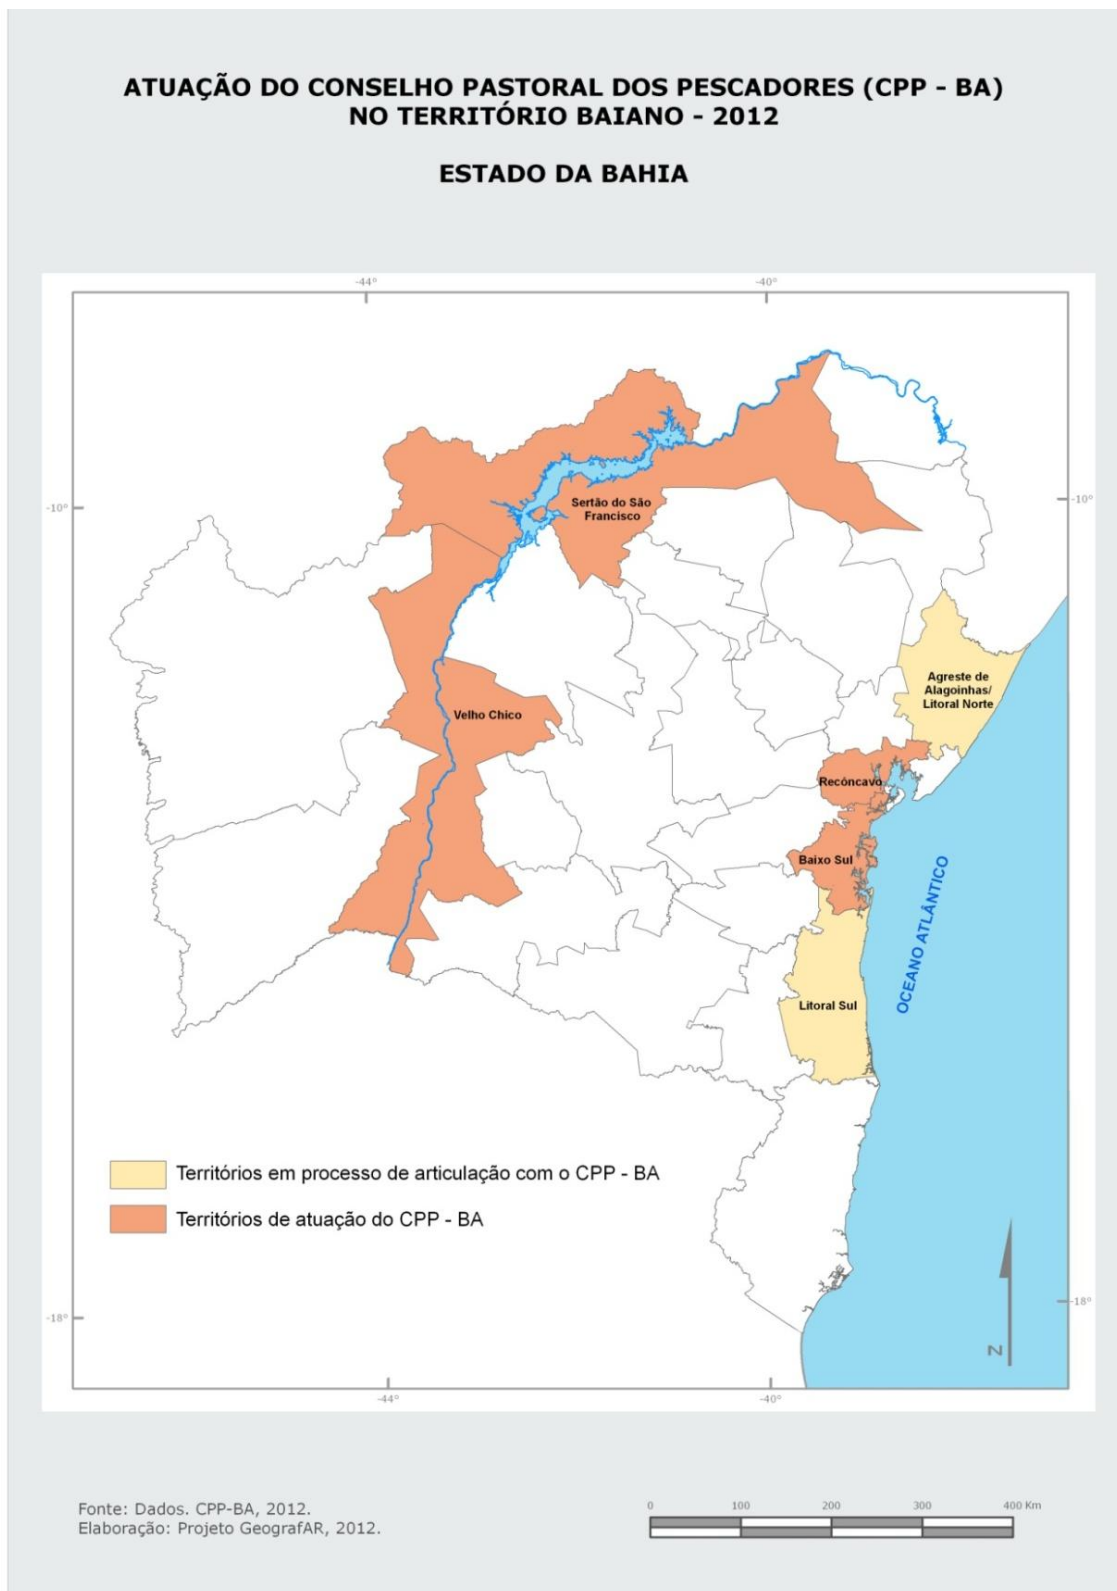 ATUAÇÃO DO CONSELHO PASTORAL DOS PESCADORES (CPP - BA)
NO TERRITÓRIO BAIANO - 2012
ESTADO DA BAHIA
-44°
-40°
-10°
-10°
Sertão do São
Francisco
Agreste de
Alagoinhas/
Litoral Norte
Velho Chico
Recôncavo
Baixo Sul
OCEANO ATLÂNTICO
Litoral Sul
Territórios em processo de articulação com o CPP - BA
Territórios de atuação do CPP - BA
-18°
-18°
N
-44°
-40°
Fonte: Dados. CPP-BA, 2012.
Elaboração: Projeto GeografAR, 2012.
0 100 200 300 400 Km